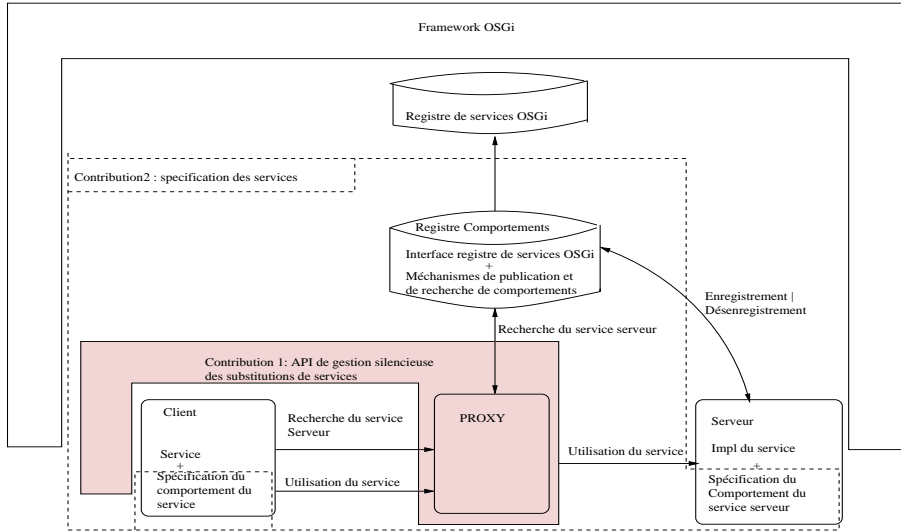 Framework OSGi
Registre de services OSGi
Contribution2 : specification des services
Registre Comportements
Interface registre de services OSGi
+
Méchanismes de publication et
de recherche de comportements
Enregistrement |
Désenregistrement
Recherche du service serveur
Contribution 1: API de gestion silencieuse
des substitutions de services
Client
Service
+
Spécification du
comportement du
service
Recherche du service
Serveur
Utilisation du service
PROXY
Utilisation du service
Serveur
Impl du service
+
Spécification du
Comportement du
service serveur